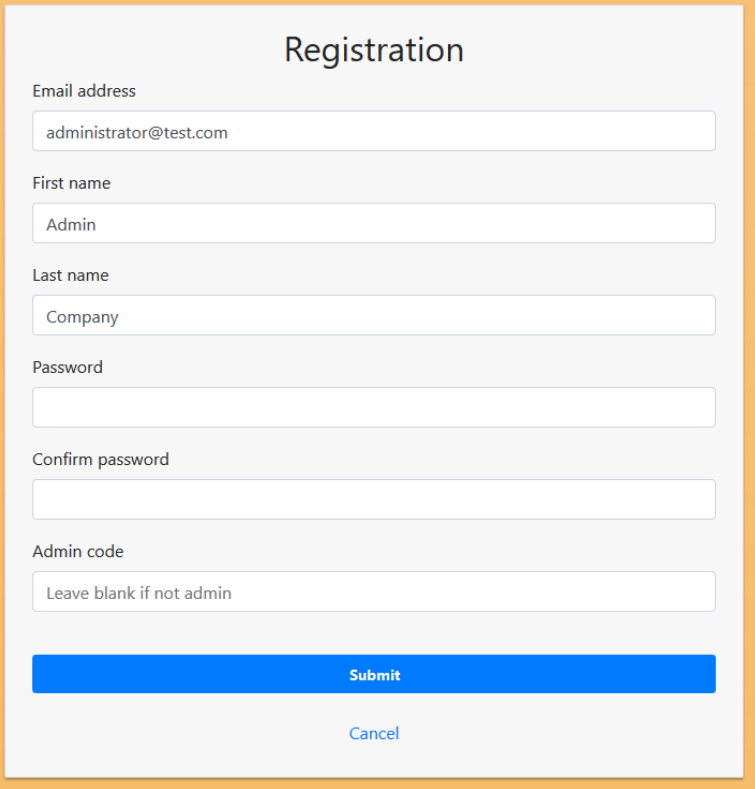 Registration
Email address
administrator@test.com
First name
Admin
Last name
Company
Password
Confirm password
Admin code
Leave blank if not admin
Submit
Cancel